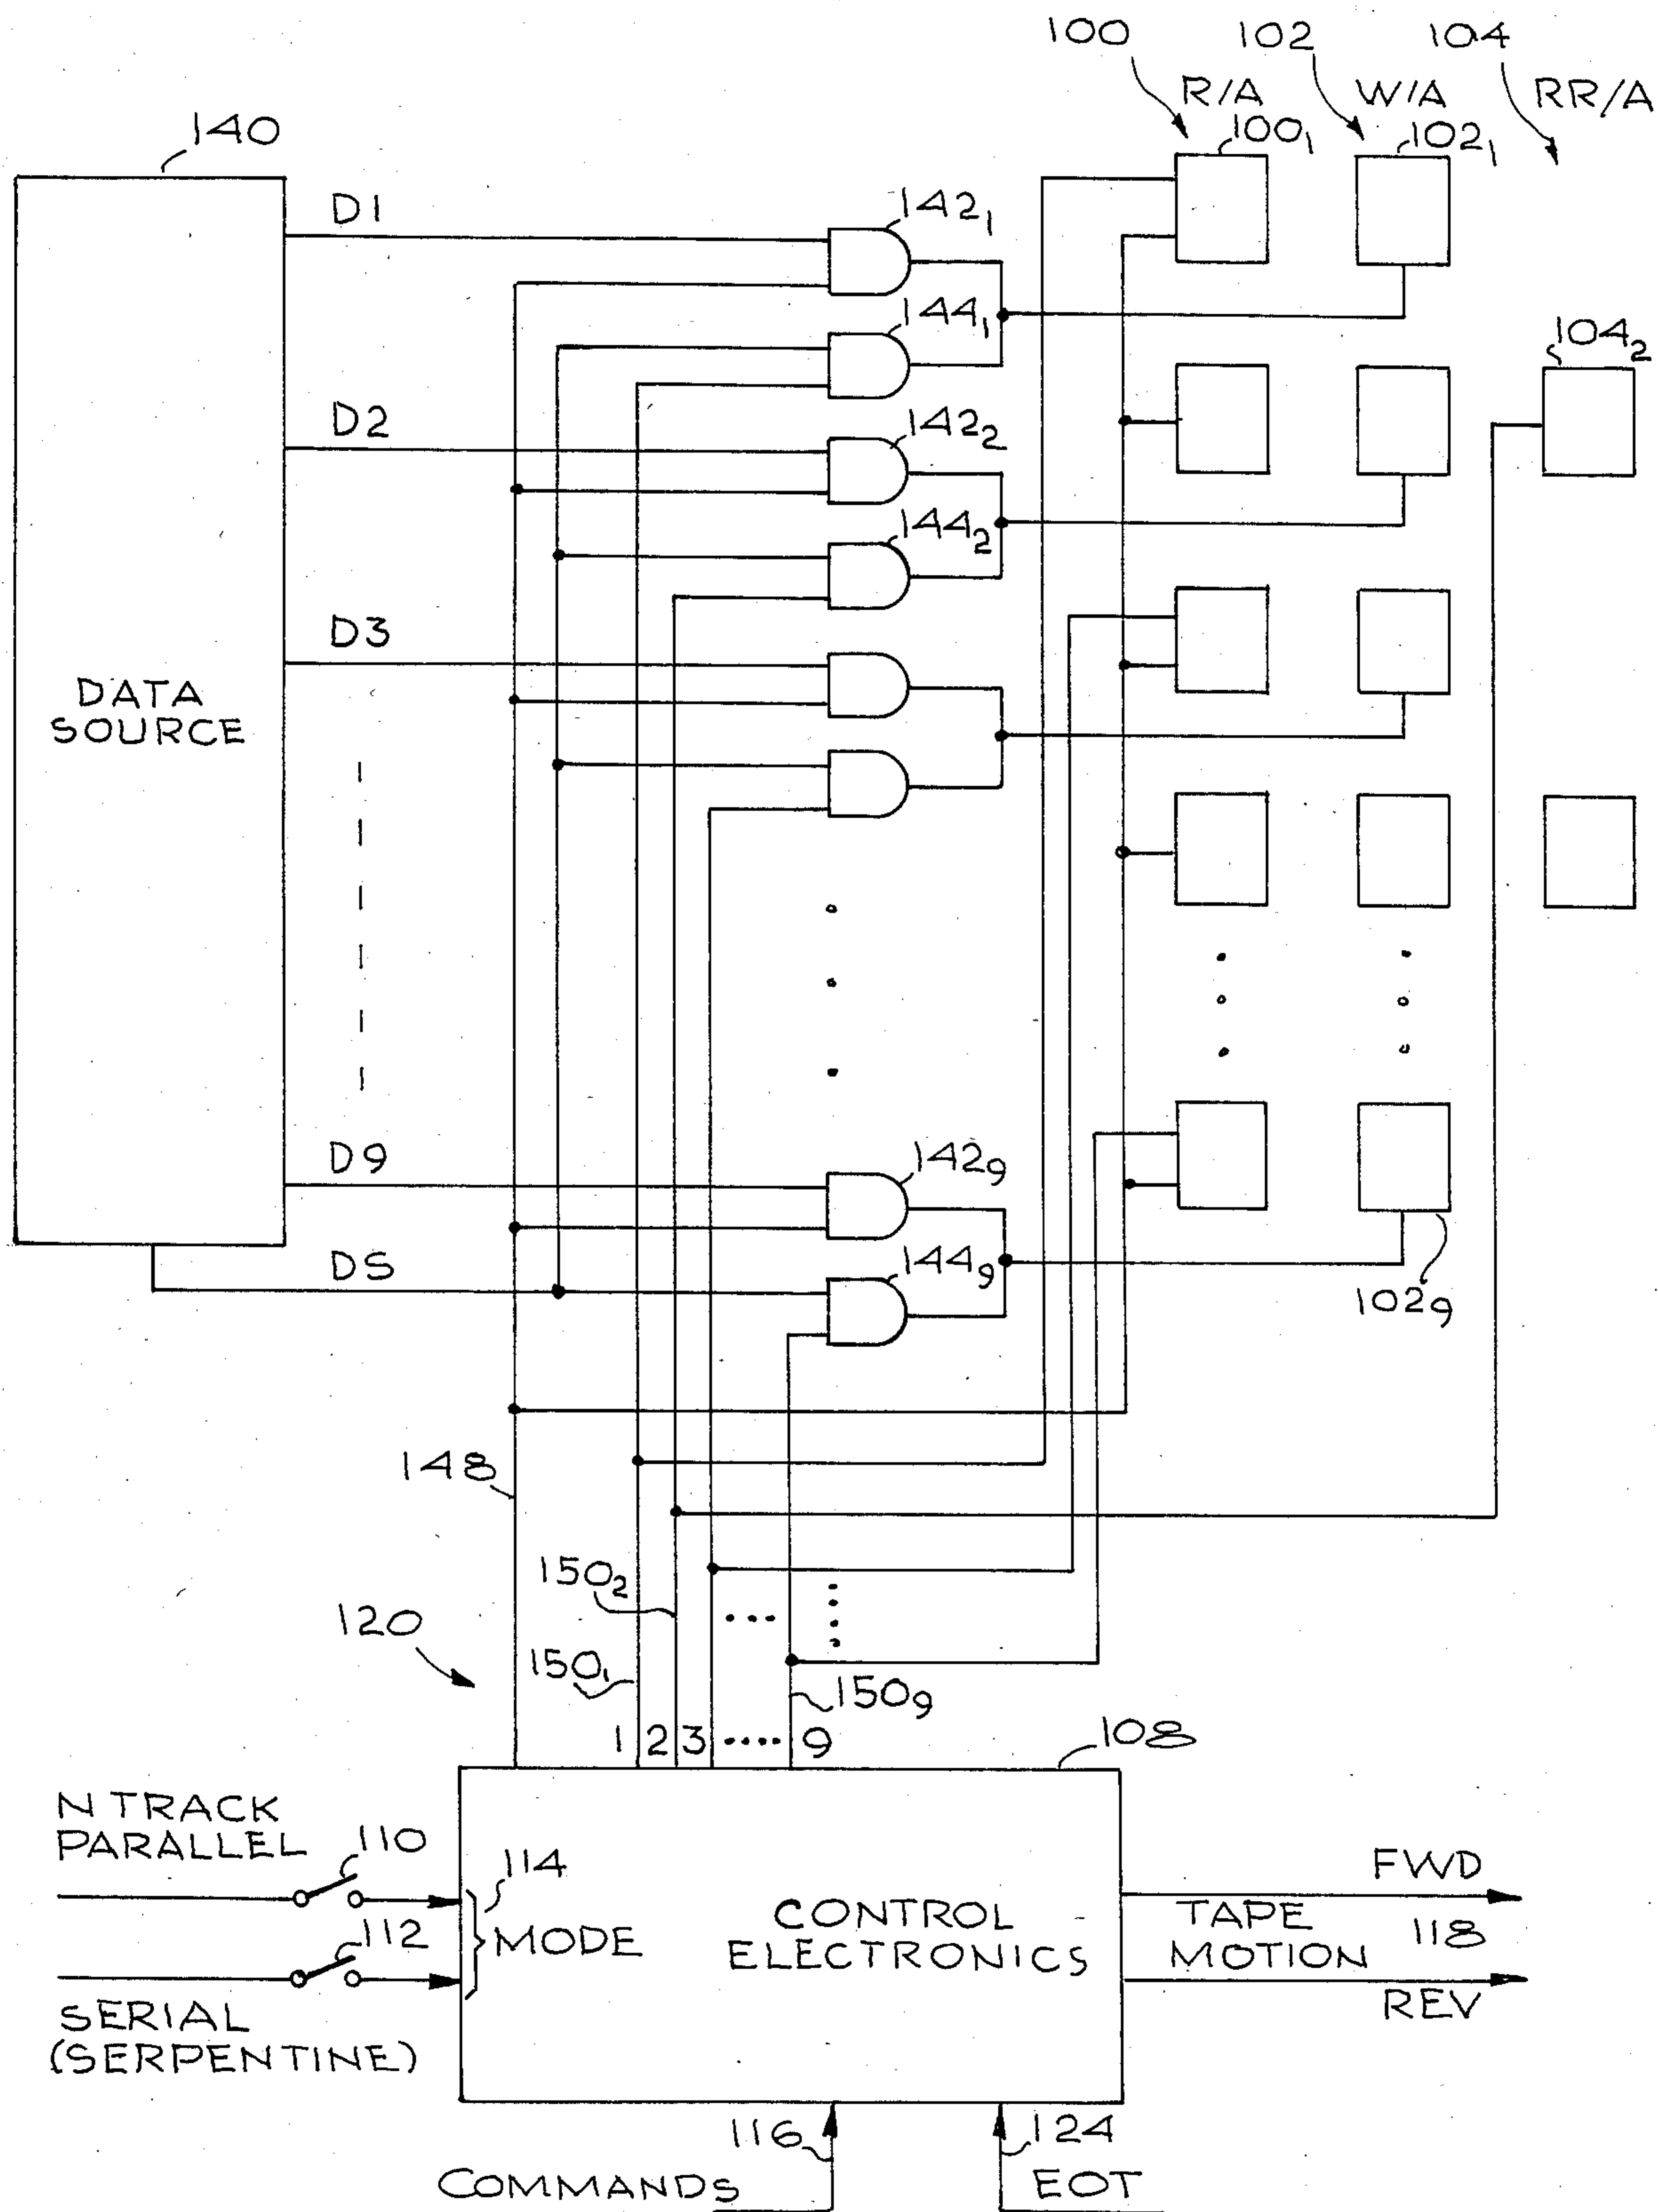 100 102 104
R/A W/A RR/A
140 100₁ 102₁
D1 142₁
144₁ 104₂
D2 142₂
144₂
D3
DATA
SOURCE
D9 142₉
DS 144₉
102₉
148
150₂
120
150₁ 150₉
1 2 3 .... 9 108
N TRACK
PARALLEL 110
114 FWD
112 MODE CONTROL
ELECTRONICS TAPE
MOTION 118
SERIAL REV
(SERPENTINE)
116 124
COMMANDS EOT